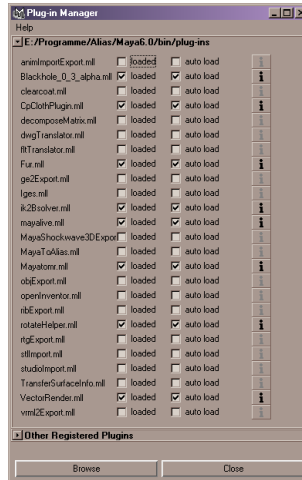 Plug-in Manager
Help
E:/Programme/Alias/Maya6.0/bin/plug-ins
animImportExport.mll loaded auto load i
Blackhole_0_3_alpha.mll loaded auto load i
clearcoat.mll loaded auto load i
CpClothPlugin.mll loaded auto load i
decomposeMatrix.mll loaded auto load i
dwgTranslator.mll loaded auto load i
fltTranslator.mll loaded auto load i
Fur.mll loaded auto load i
ge2Export.mll loaded auto load i
Iges.mll loaded auto load i
ik2Bsolver.mll loaded auto load i
mayalive.mll loaded auto load i
MayaShockwave3DExpor loaded auto load i
MayaToAlias.mll loaded auto load i
Mayatomr.mll loaded auto load i
objExport.mll loaded auto load i
openInventor.mll loaded auto load i
ribExport.mll loaded auto load i
rotateHelper.mll loaded auto load i
rtgExport.mll loaded auto load i
stlImport.mll loaded auto load i
studioImport.mll loaded auto load i
TransferSurfaceInfo.mll loaded auto load i
VectorRender.mll loaded auto load i
vrml2Export.mll loaded auto load i
Other Registered Plugins
Browse Close